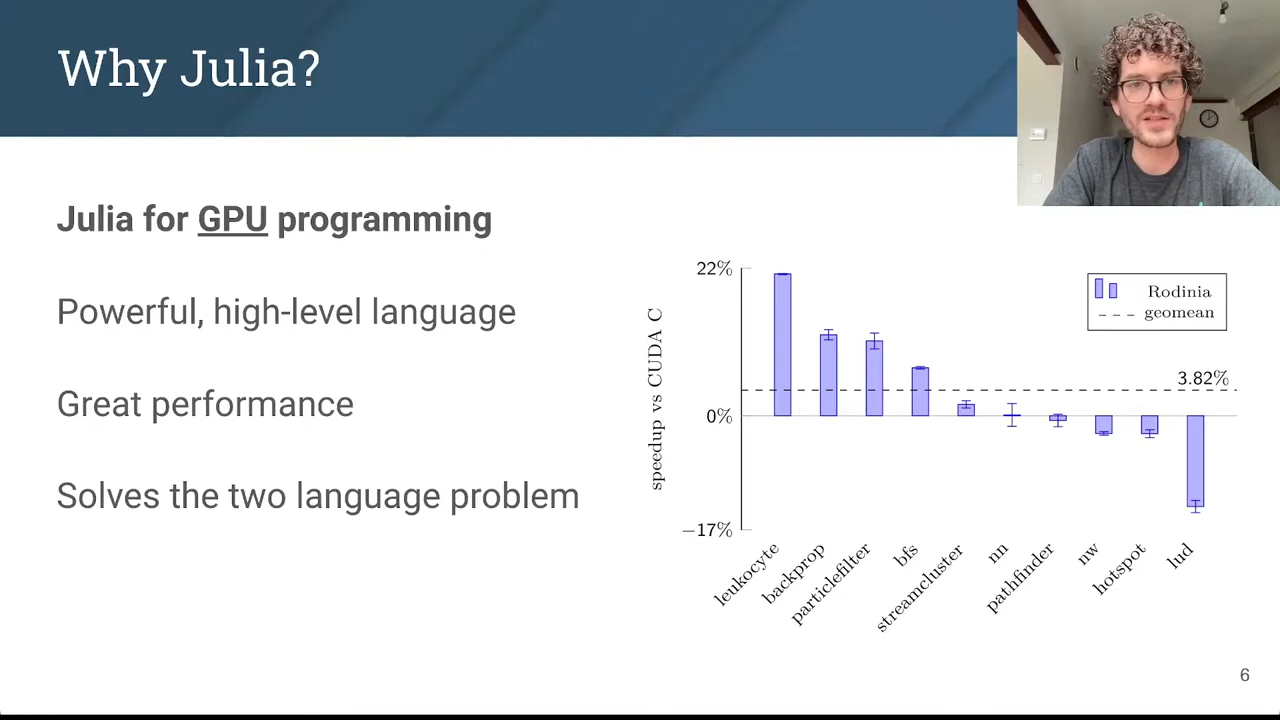 Why Julia?
Julia for GPU programming
Powerful, high-level language
Great performance
Solves the two language problem
speedup vs CUDA C
22%
0%
−17%
Rodinia
geomean
3.82%
leukocyte
backprop
particlefilter
bfs
streamcluster
nn
pathfinder
nw
hotspot
lud
6